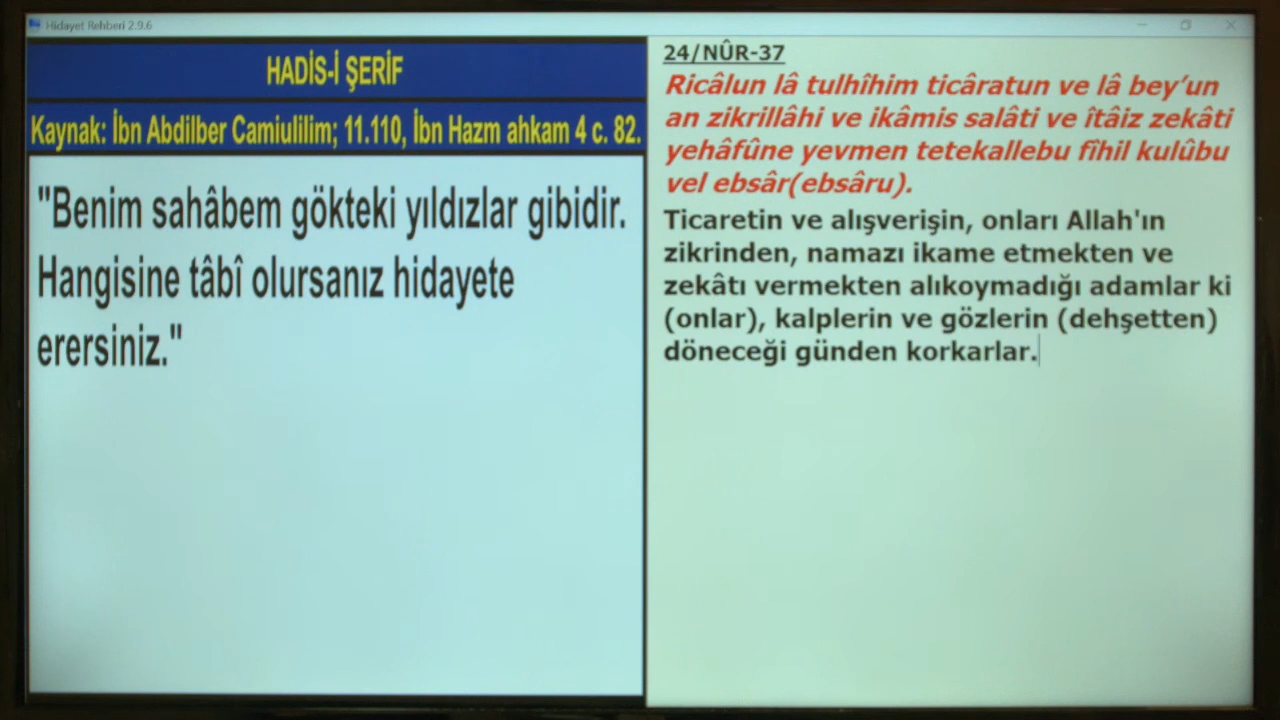 Hidayet Rehberi 2.9.6
HADİS-İ ŞERİF
Kaynak: İbn Abdilber Camiulilim; 11.110, İbn Hazm ahkam 4 c. 82.
"Benim sahâbem gökteki yıldızlar gibidir.
Hangisine tâbî olursanız hidayete
erersiniz."
24/NÛR-37
Ricâlun lâ tulhîhim ticâratun ve lâ bey’un
an zikrillâhi ve ikâmis salâti ve îtâiz zekâti
yehâfûne yevmen tetekallebu fîhil kulûbu
vel ebsâr(ebsâru).
Ticaretin ve alışverişin, onları Allah'ın
zikrinden, namazı ikame etmekten ve
zekâtı vermekten alıkoymadığı adamlar ki
(onlar), kalplerin ve gözlerin (dehşetten)
döneceği günden korkarlar.